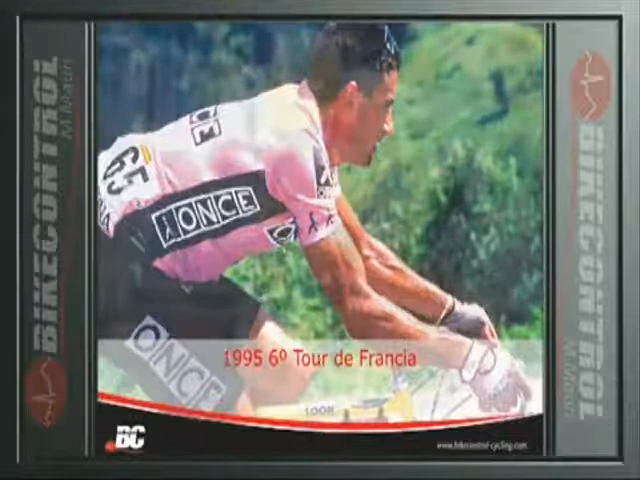 BIKECONTROL
M.Mauri
ONCE
65
ONCE
ONCE
1995 6º Tour de Francia
LOOK
BC
www.bikecontrol-cycling.com
BIKECONTROL
M.Mauri